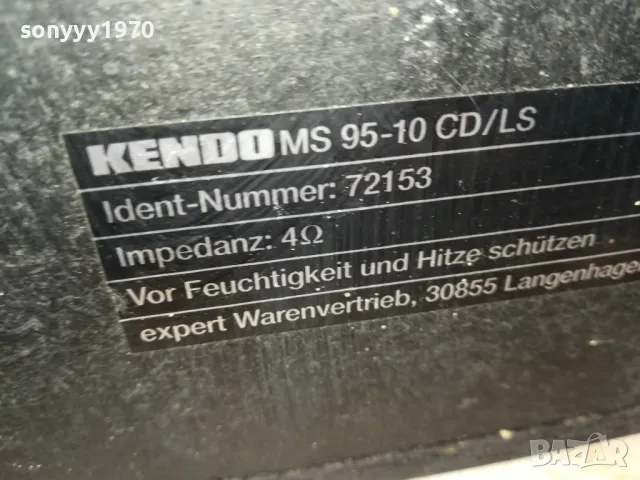 sonyyy1970
KENDO MS 95-10 CD/LS
Ident-Nummer: 72153
Impedanz: 4Ω
Vor Feuchtigkeit und Hitze schützen
expert Warenvertrieb, 30855 Langenhagen
BAZAR.BG